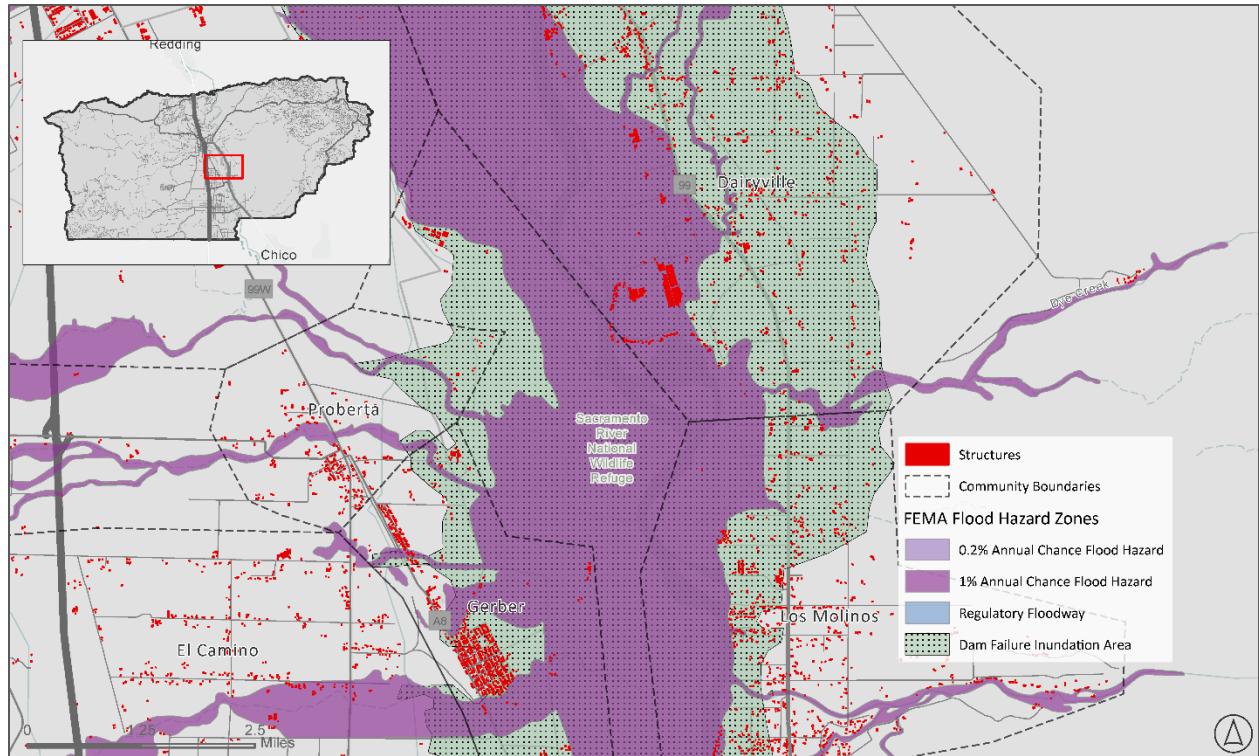 Redding
Chico
99W
99
Dairyville
Dye Creek
Proberta
Sacramento
River
National
Wildlife
Refuge
Structures
Community Boundaries
FEMA Flood Hazard Zones
0.2% Annual Chance Flood Hazard
1% Annual Chance Flood Hazard
Regulatory Floodway
Dam Failure Inundation Area
A8
Gerber
Los Molinos
El Camino
0
1.25
2.5
Miles